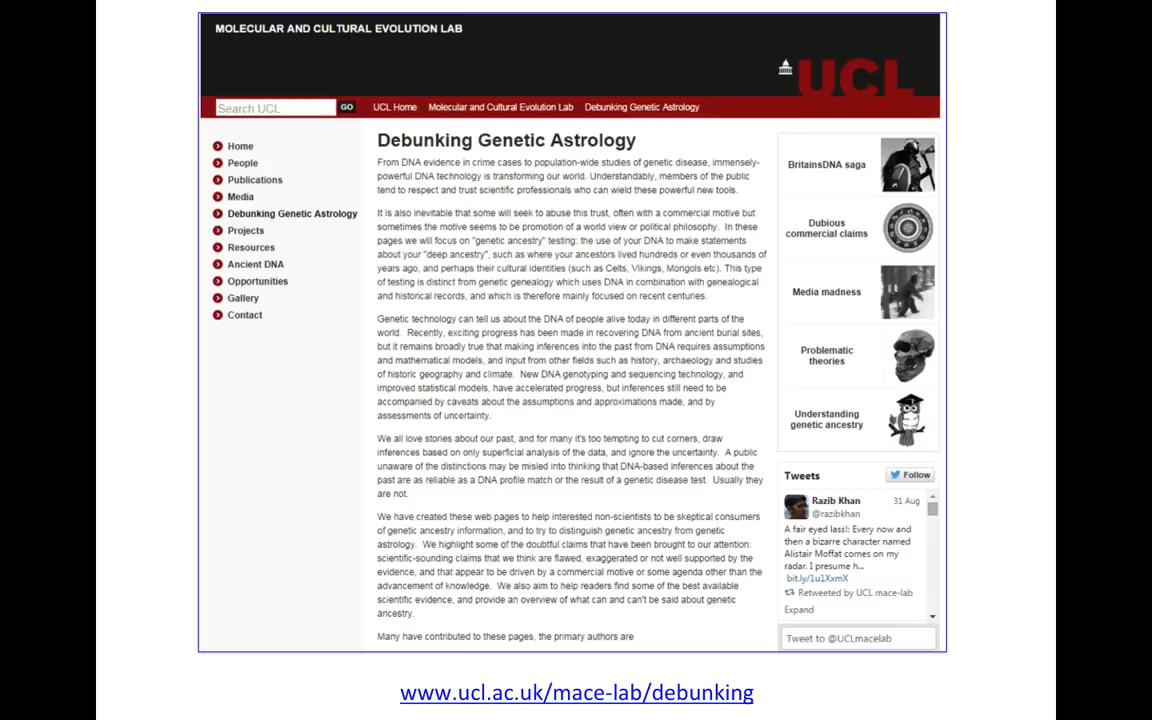 MOLECULAR AND CULTURAL EVOLUTION LAB
UCL
Search UCL
GO
UCL Home
Molecular and Cultural Evolution Lab
Debunking Genetic Astrology
Home
People
Publications
Media
Debunking Genetic Astrology
Projects
Resources
Ancient DNA
Opportunities
Gallery
Contact
Debunking Genetic Astrology
From DNA evidence in crime cases to population-wide studies of genetic disease, immensely-
powerful DNA technology is transforming our world. Understandably, members of the public
tend to respect and trust scientific professionals who can wield these powerful new tools.
It is also inevitable that some will seek to abuse this trust, often with a commercial motive but
sometimes the motive seems to be promotion of a world view or political philosophy. In these
pages we will focus on "genetic ancestry" testing: the use of your DNA to make statements
about your "deep ancestry", such as where your ancestors lived hundreds or even thousands of
years ago, and perhaps their cultural identities (such as Celts, Vikings, Mongols etc). This type
of testing is distinct from genetic genealogy which uses DNA in combination with genealogical
and historical records, and which is therefore mainly focused on recent centuries.
Genetic technology can tell us about the DNA of people alive today in different parts of the
world. Recently, exciting progress has been made in recovering DNA from ancient burial sites,
but it remains broadly true that making inferences into the past from DNA requires assumptions
and mathematical models, and input from other fields such as history, archaeology and studies
of historic geography and climate. New DNA genotyping and sequencing technology, and
improved statistical models, have accelerated progress, but inferences still need to be
accompanied by caveats about the assumptions and approximations made, and by
assessments of uncertainty.
We all love stories about our past, and for many it's too tempting to cut corners, draw
inferences based on only superficial analysis of the data, and ignore the uncertainty. A public
unaware of the distinctions may be misled into thinking that DNA-based inferences about the
past are as reliable as a DNA profile match or the result of a genetic disease test. Usually they
are not.
We have created these web pages to help interested non-scientists to be skeptical consumers
of genetic ancestry information, and to try to distinguish genetic ancestry from genetic
astrology. We highlight some of the doubtful claims that have been brought to our attention:
scientific-sounding claims that we think are flawed, exaggerated or not well supported by the
evidence, and that appear to be driven by a commercial motive or some agenda other than the
advancement of knowledge. We also aim to help readers find some of the best available
scientific evidence, and provide an overview of what can and can't be said about genetic
ancestry.
Many have contributed to these pages, the primary authors are
BritainsDNA saga
Dubious
commercial claims
Media madness
Problematic
theories
Understanding
genetic ancestry
Tweets
Follow
Razib Khan
31 Aug
@razibkhan
A fair eyed lass!: Every now and
then a bizarre character named
Alistair Moffat comes on my
radar. I presume h...
bit.ly/1u1XxmX
Retweeted by UCL mace-lab
Expand
Tweet to @UCLmacelab
www.ucl.ac.uk/mace-lab/debunking